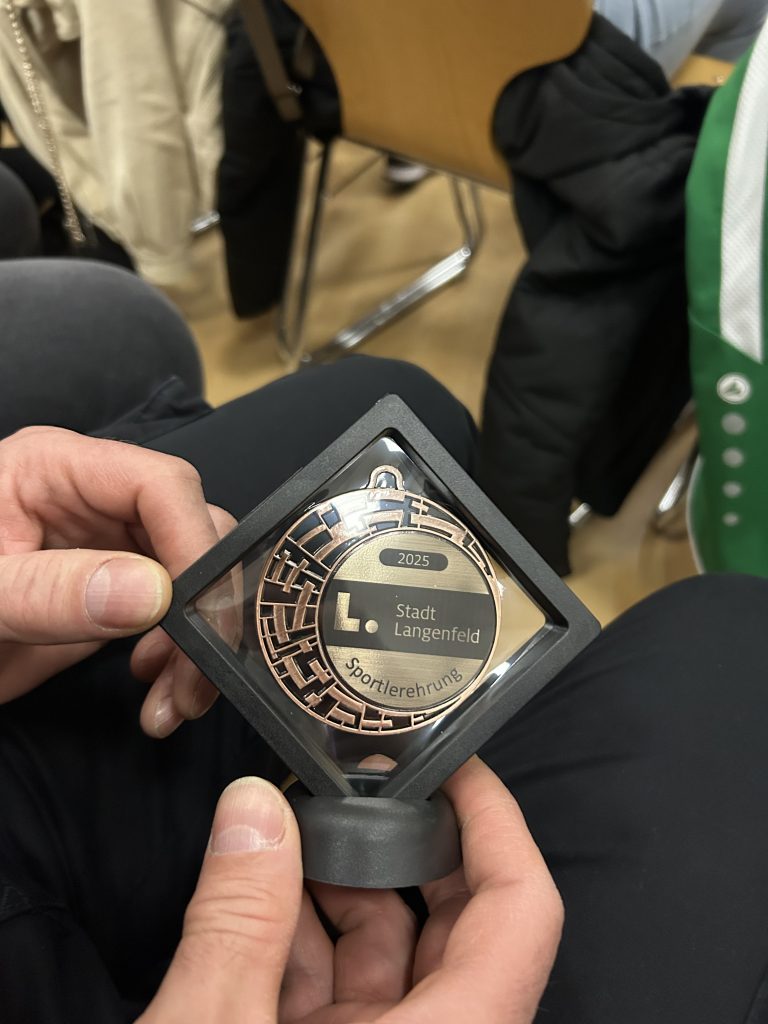 2025
L.
Stadt
Langenfeld
Sportlerehrung